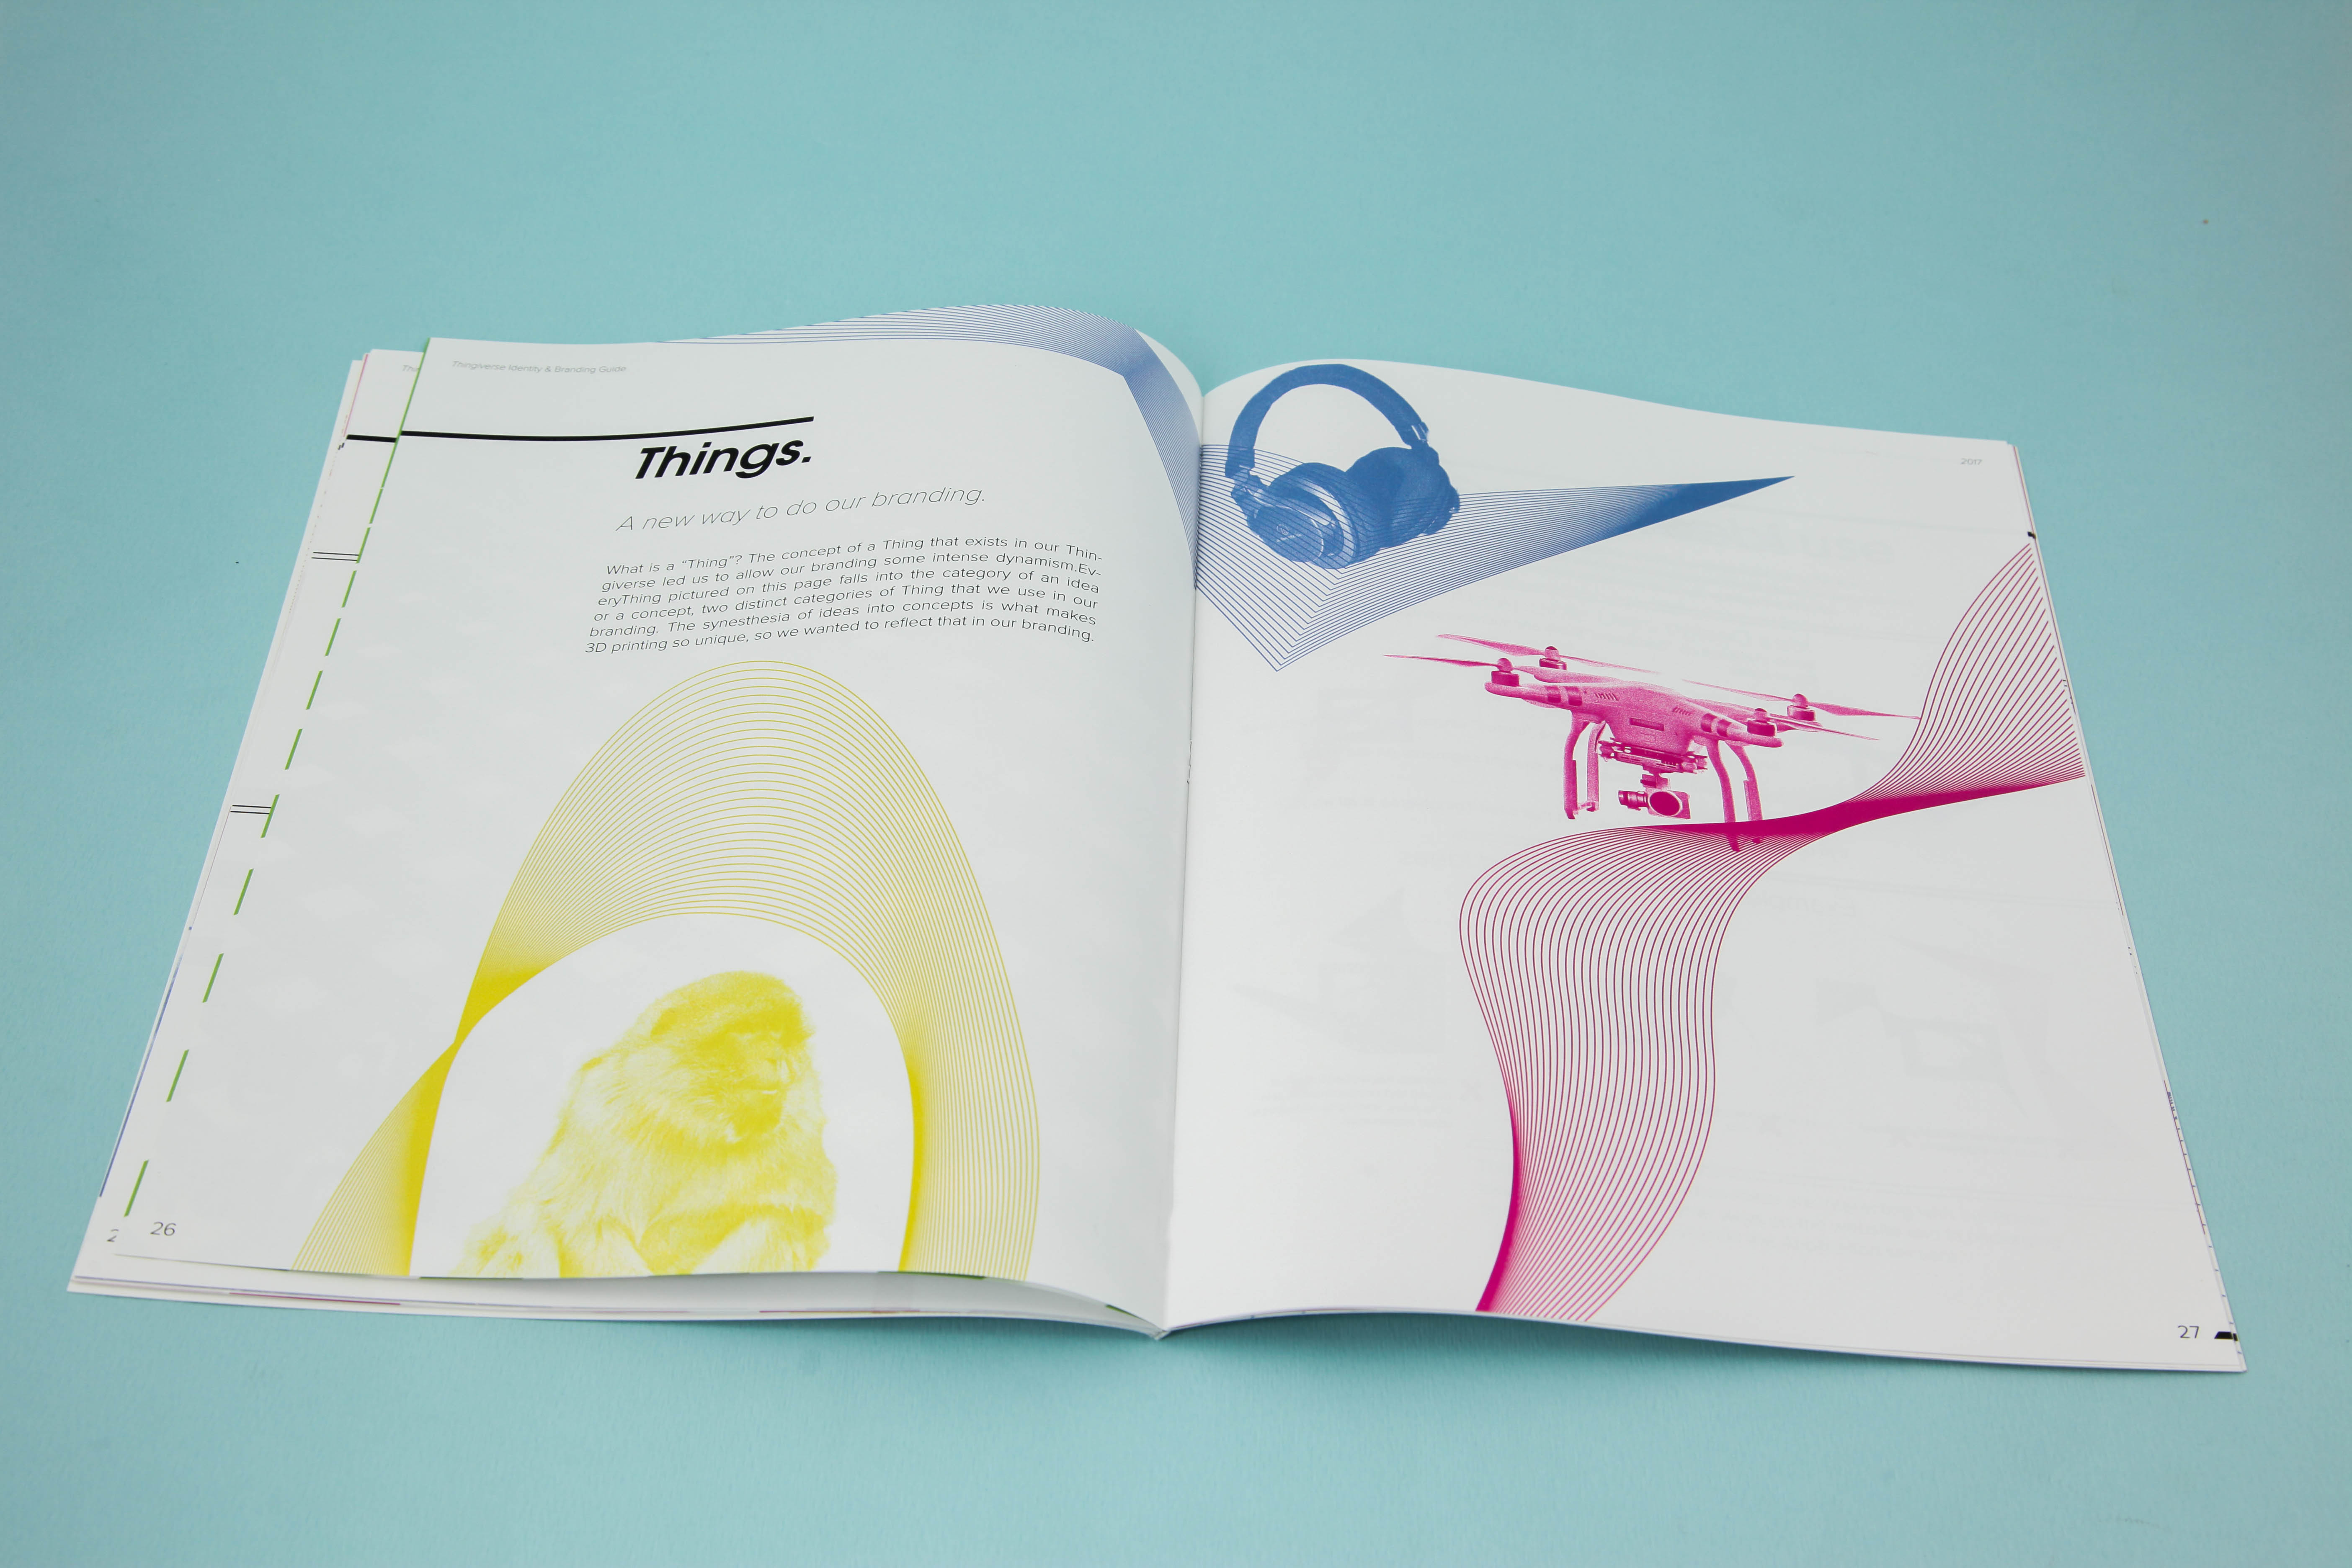 Thingiverse Identity & Branding Guide
Things.
A new way to do our branding.
What is a “Thing”? The concept of a Thing that exists in our Thin-
giverse led us to allow our branding some intense dynamism.Ev-
eryThing pictured on this page falls into the category of an idea
or a concept, two distinct categories of Thing that we use in our
branding. The synesthesia of ideas into concepts is what makes
3D printing so unique, so we wanted to reflect that in our branding.
26
2017
27